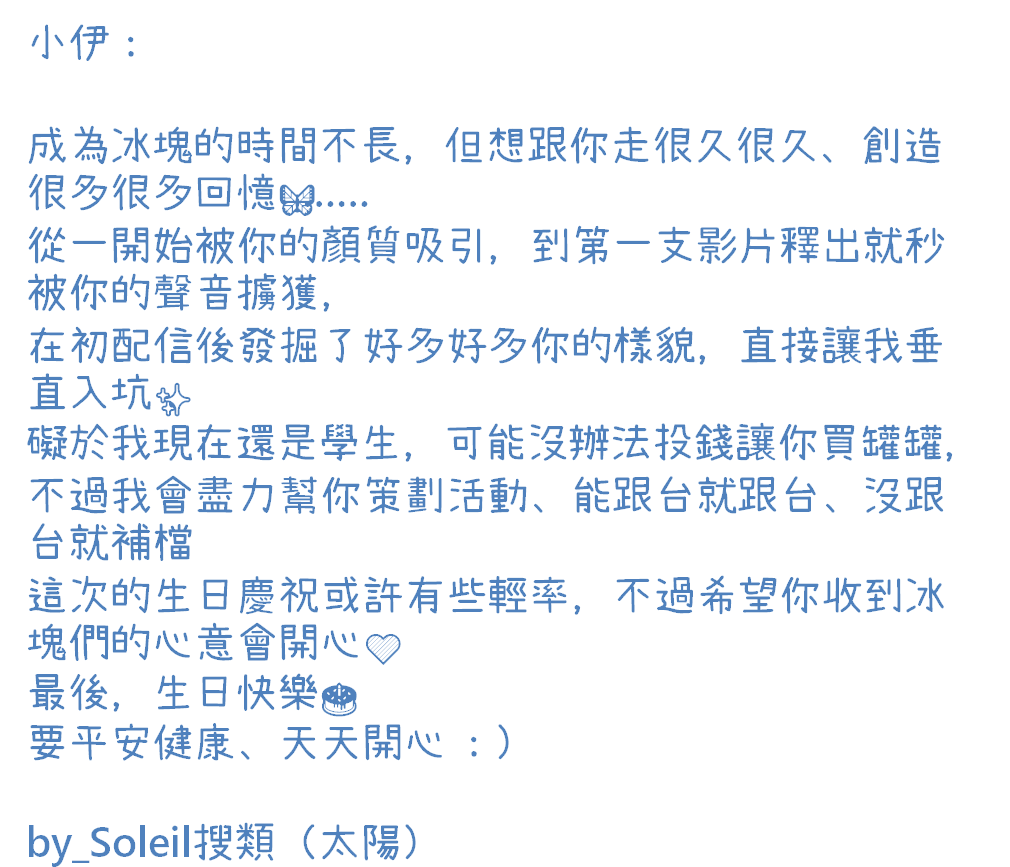 小伊：
成為冰塊的時間不長，但想跟你走很久很久、創造
很多很多回憶🦋.....
從一開始被你的顏質吸引，到第一支影片釋出就秒
被你的聲音擄獲，
在初配信後發掘了好多好多你的樣貌，直接讓我垂
直入坑✨
礙於我現在還是學生，可能沒辦法投錢讓你買罐罐，
不過我會盡力幫你策劃活動、能跟台就跟台、沒跟
台就補檔
這次的生日慶祝或許有些輕率，不過希望你收到冰
塊們的心意會開心🤍
最後，生日快樂🎂
要平安健康、天天開心 ：）
by_Soleil搜類（太陽）